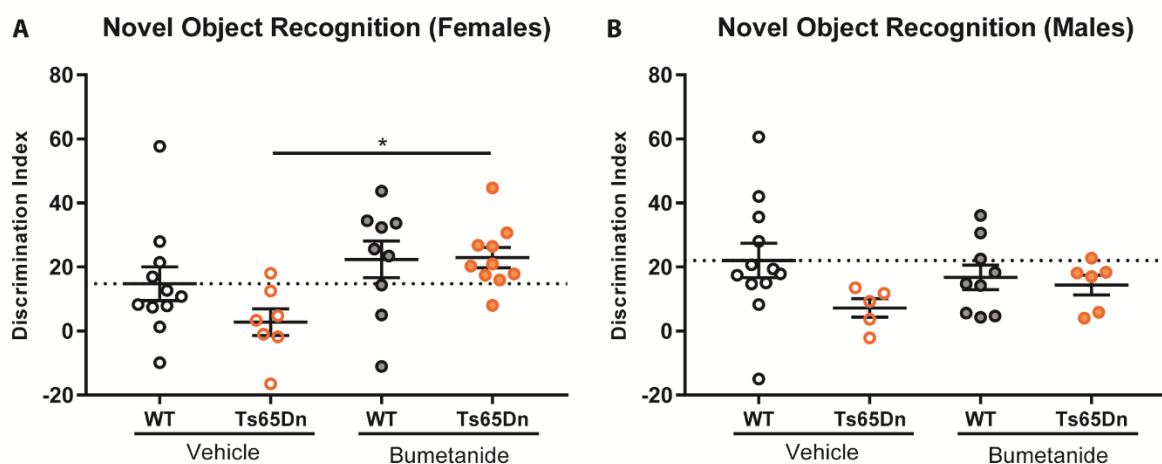 A Novel Object Recognition (Females)
Discrimination Index
80
60
40
20
0
-20
*
WT Ts65Dn WT Ts65Dn
Vehicle Bumetanide
B Novel Object Recognition (Males)
Discrimination Index
80
60
40
20
0
-20
WT Ts65Dn WT Ts65Dn
Vehicle Bumetanide